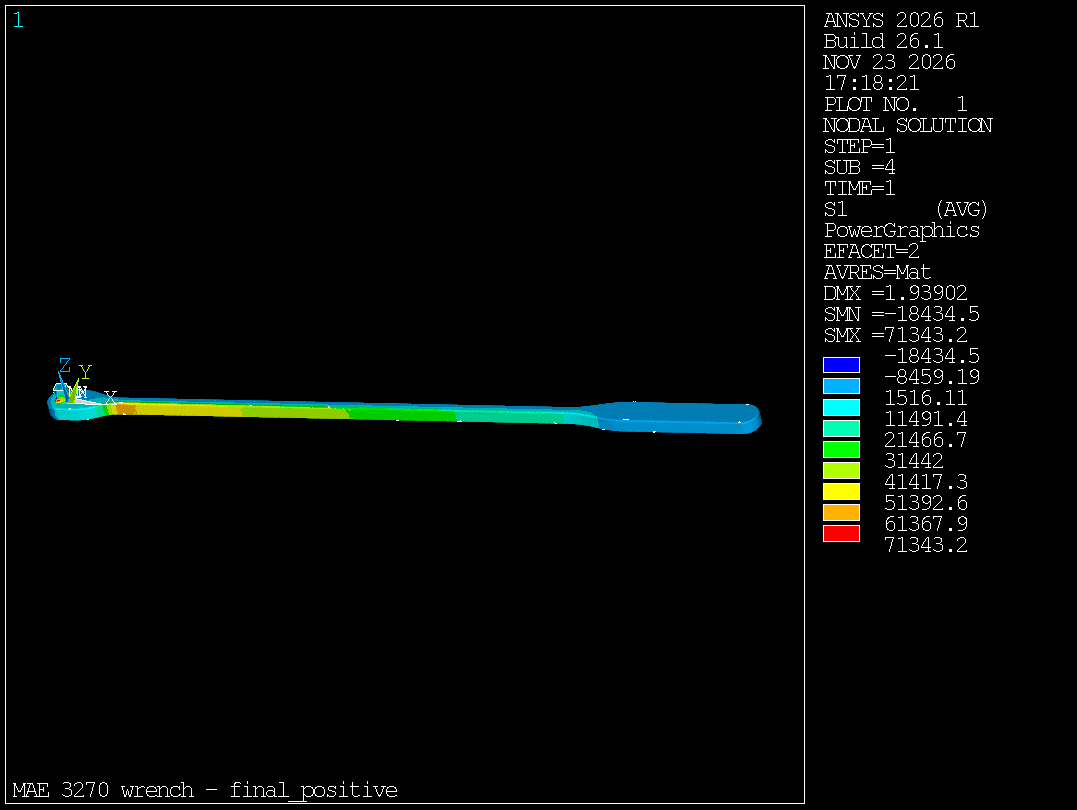 1
ANSYS 2026 R1
Build 26.1
NOV 23 2026
17:18:21
PLOT NO.   1
NODAL SOLUTION
STEP=1
SUB =4
TIME=1
S1       (AVG)
PowerGraphics
EFACET=2
AVRES=Mat
DMX =1.93902
SMN =-18434.5
SMX =71343.2
-18434.5
-8459.19
1516.11
11491.4
21466.7
31442
41417.3
51392.6
61367.9
71343.2
Z
Y
X
MAE 3270 wrench - final_positive